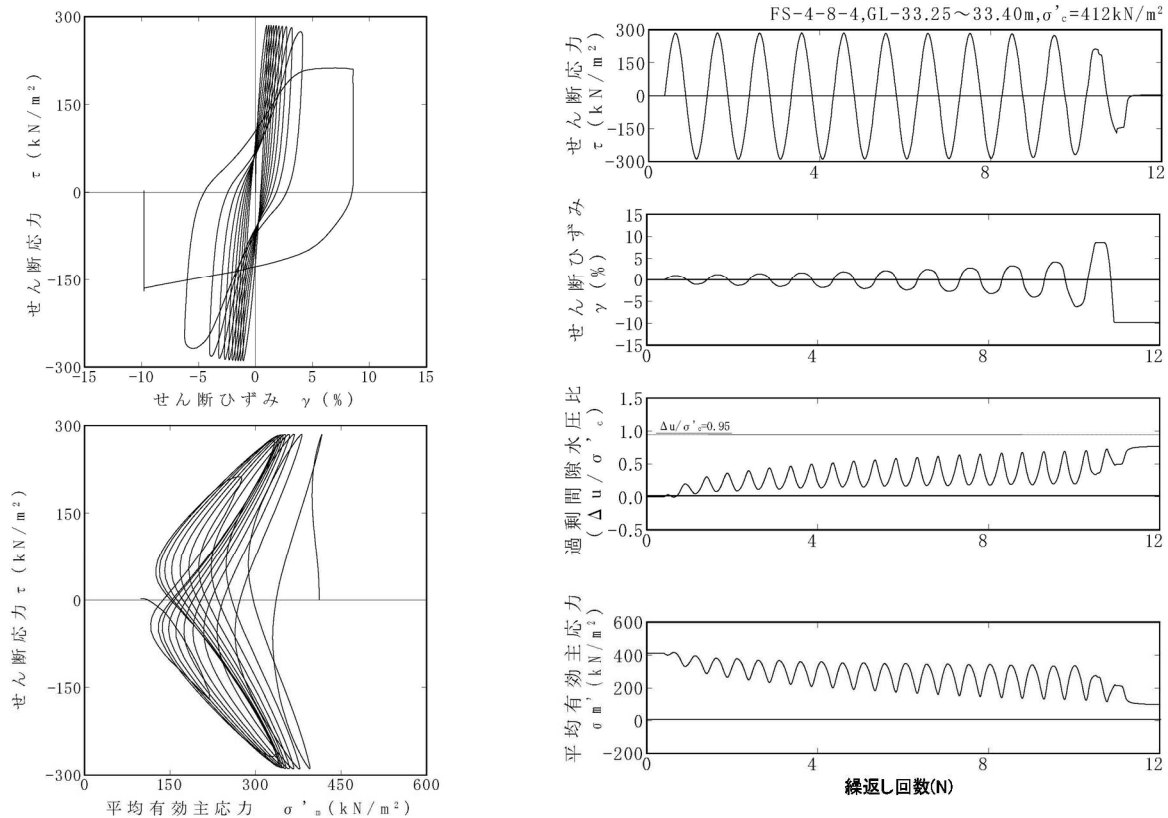 FS-4-8-4,GL-33.25～33.40m,σ'c=412kN/m²
せん断応力 τ (kN/m²)
300
150
0
-150
-300
-15 -10 -5 0 5 10 15
せん断ひずみ γ (%)
せん断応力 τ (kN/m²)
300
150
0
-150
-300
0 150 300 450 600
平均有効主応力 σ'm(kN/m²)
せん断応力
τ (kN/m²)
300
150
0
-150
-300
0 4 8 12
せん断ひずみ
γ (%)
15
10
5
0
-5
-10
-15
0 4 8 12
過剰間隙水圧比
(Δu/σ'c)
1.5
1.0
0.5
0.0
-0.5
Δu/σ'c=0.95
0 4 8 12
平均有効主応力
σm'(kN/m²)
600
400
200
0
-200
0 4 8 12
繰返し回数(N)